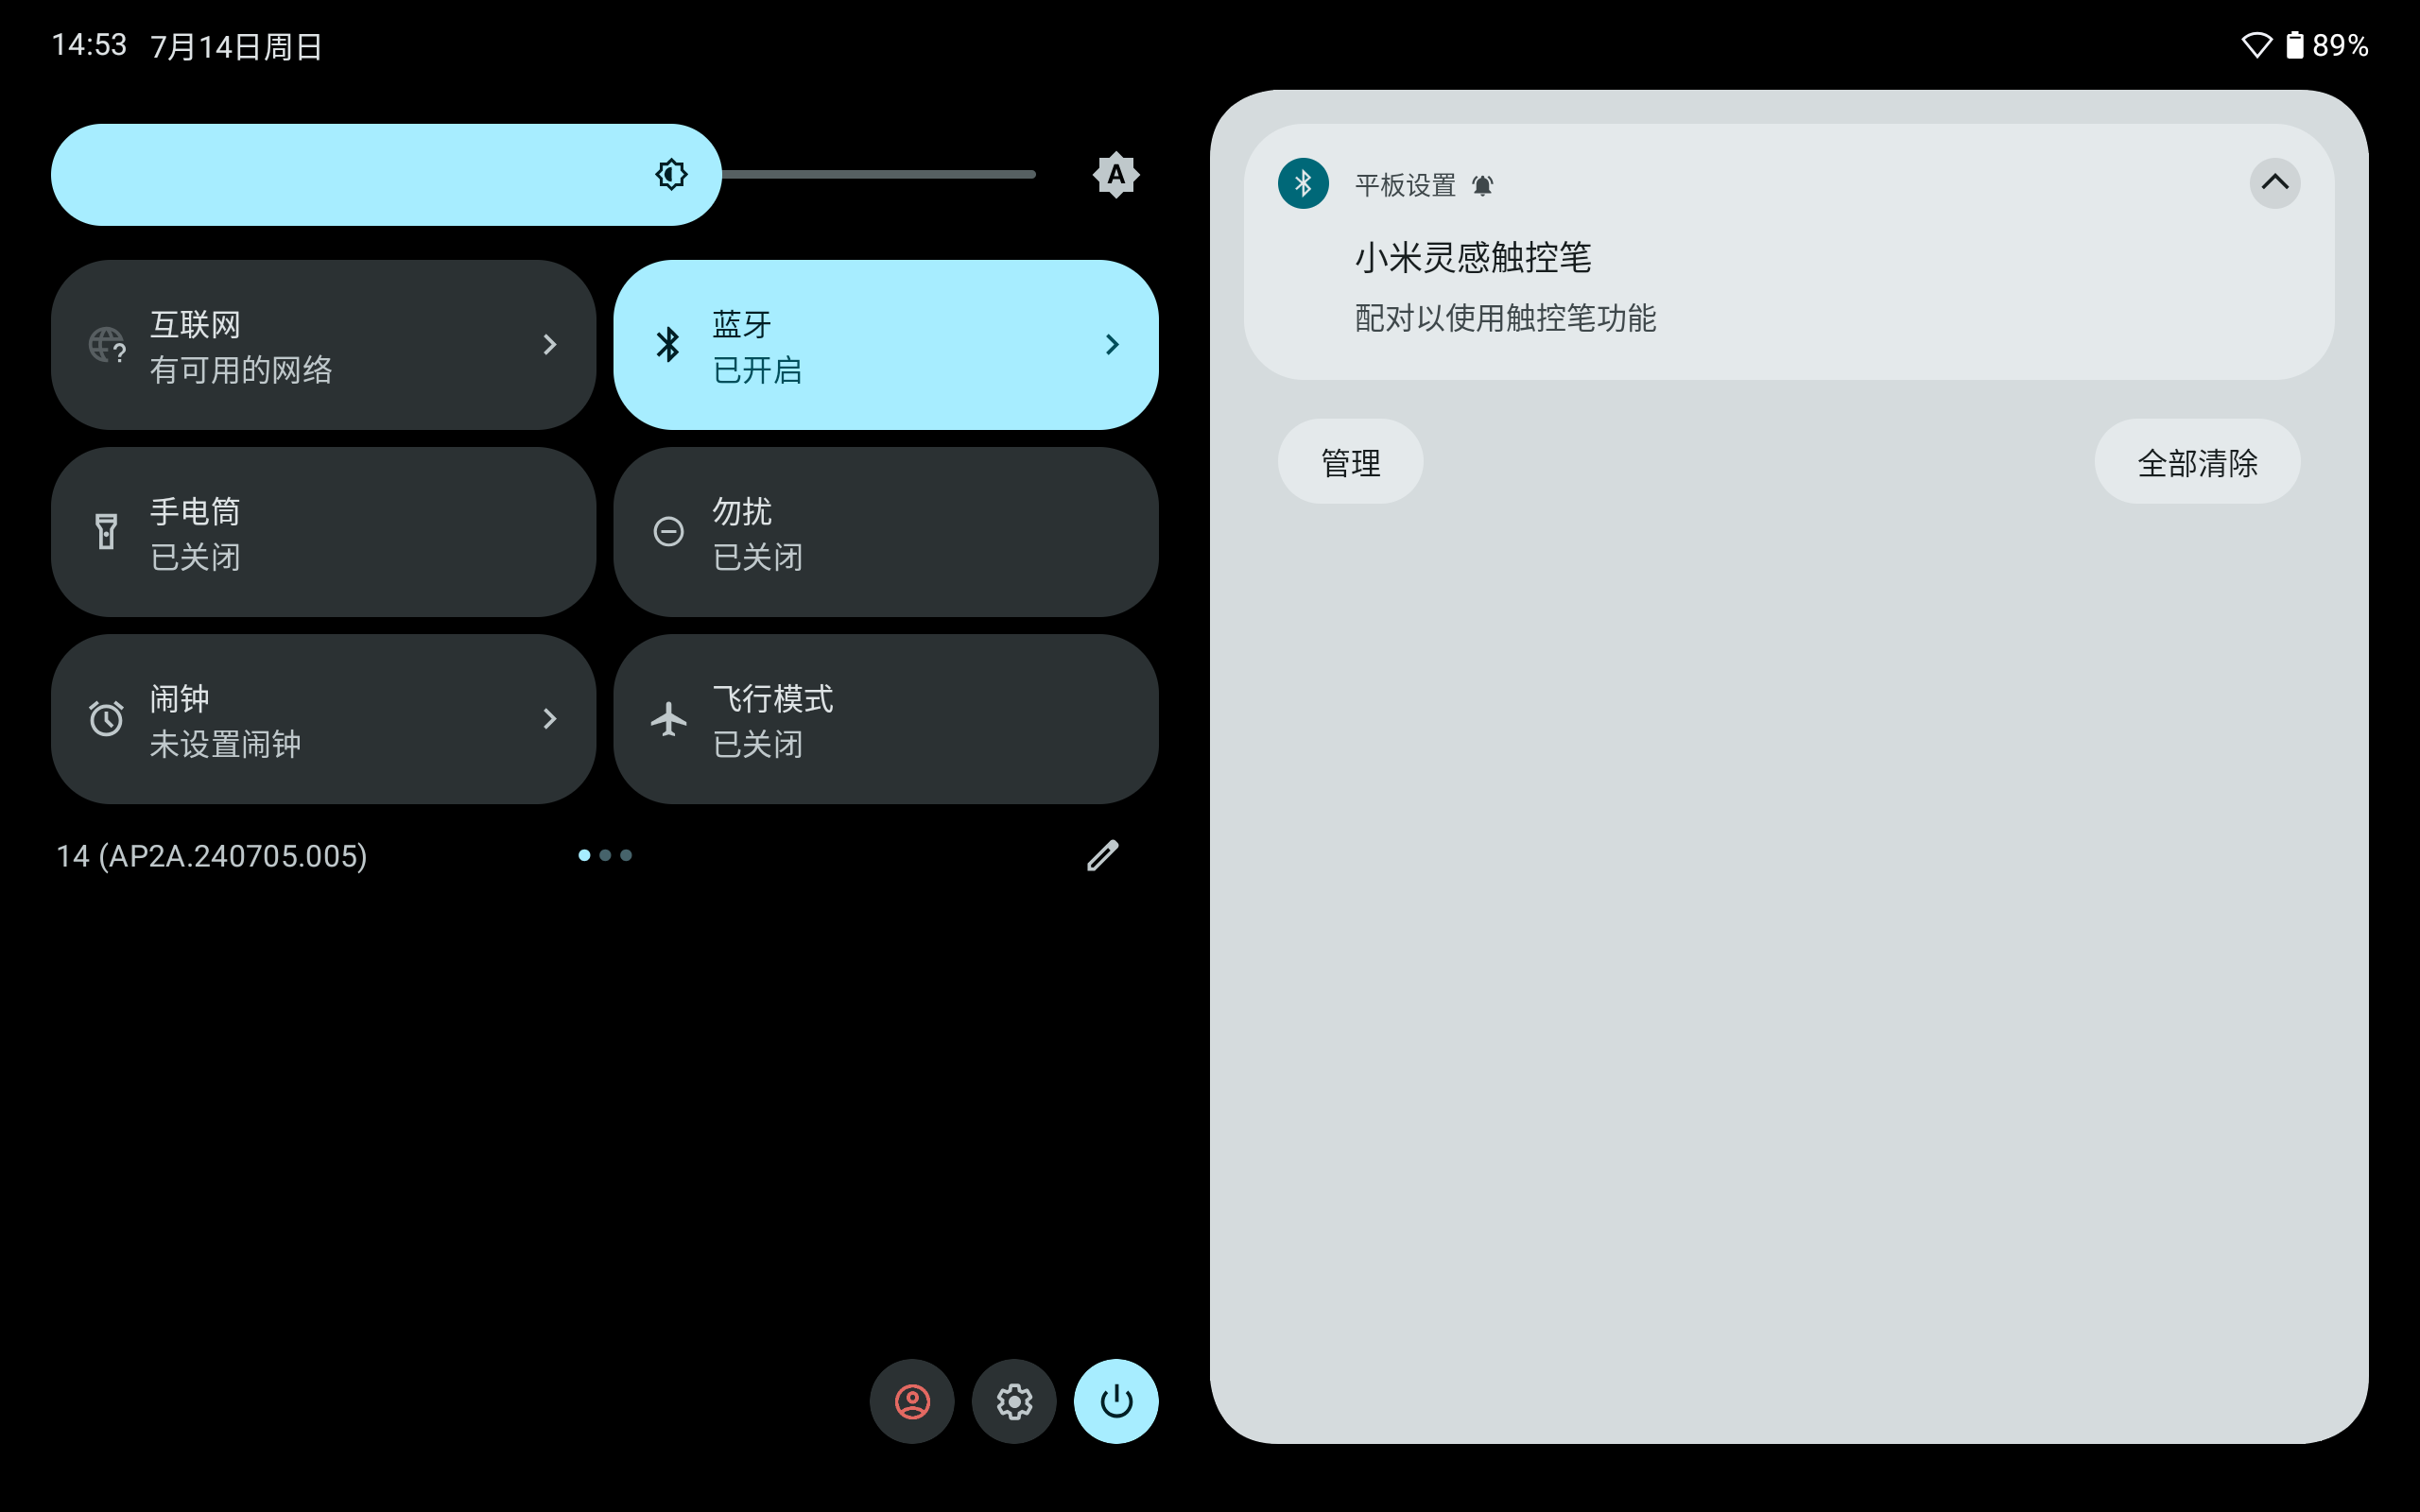 14:53 7月14日周日
89%
A
互联网
有可用的网络
蓝牙
已开启
手电筒
已关闭
勿扰
已关闭
闹钟
未设置闹钟
飞行模式
已关闭
14 (AP2A.240705.005)
平板设置
小米灵感触控笔
配对以使用触控笔功能
管理
全部清除